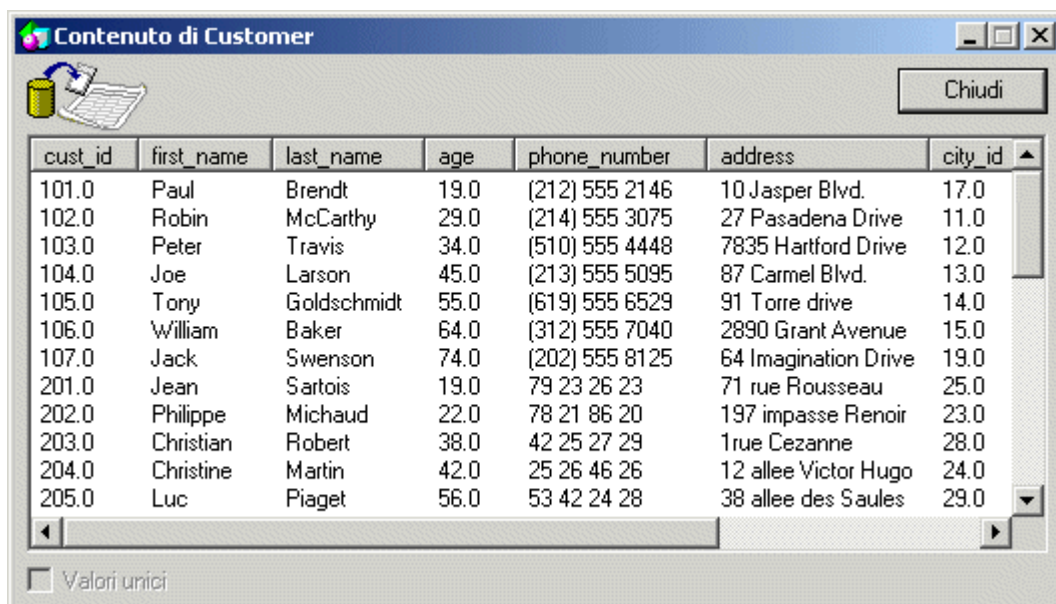 Contenuto di Customer
Chiudi
cust_id first_name last_name age phone_number address city_id
101.0 Paul Brendt 19.0 (212) 555 2146 10 Jasper Blvd. 17.0
102.0 Robin McCarthy 29.0 (214) 555 3075 27 Pasadena Drive 11.0
103.0 Peter Travis 34.0 (510) 555 4448 7835 Hartford Drive 12.0
104.0 Joe Larson 45.0 (213) 555 5095 87 Carmel Blvd. 13.0
105.0 Tony Goldschmidt 55.0 (619) 555 6529 91 Torre drive 14.0
106.0 William Baker 64.0 (312) 555 7040 2890 Grant Avenue 15.0
107.0 Jack Swenson 74.0 (202) 555 8125 64 Imagination Drive 19.0
201.0 Jean Sartois 19.0 79 23 26 23 71 rue Rousseau 25.0
202.0 Philippe Michaud 22.0 78 21 86 20 197 impasse Renoir 23.0
203.0 Christian Robert 38.0 42 25 27 29 1rue Cezanne 28.0
204.0 Christine Martin 42.0 25 26 46 26 12 allee Victor Hugo 24.0
205.0 Luc Piaget 56.0 53 42 24 28 38 allee des Saules 29.0
Valori unici